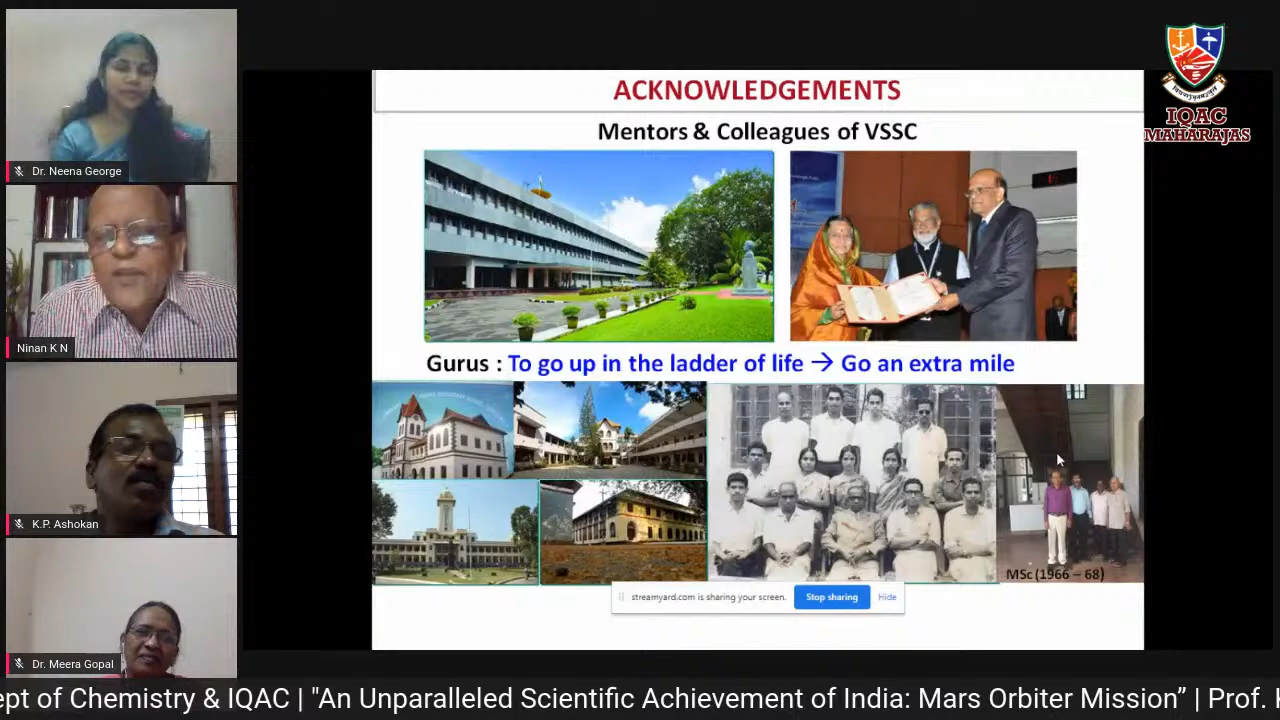 Dr. Neena George
Ninan K N
K.P. Ashokan
Dr. Meera Gopal
ACKNOWLEDGEMENTS
Mentors & Colleagues of VSSC
Gurus : To go up in the ladder of life → Go an extra mile
MSc (1966 – 68)
streamyard.com is sharing your screen.
Stop sharing
Hide
IQAC
MAHARAJAS
ept of Chemistry & IQAC | "An Unparalleled Scientific Achievement of India: Mars Orbiter Mission” | Prof. K